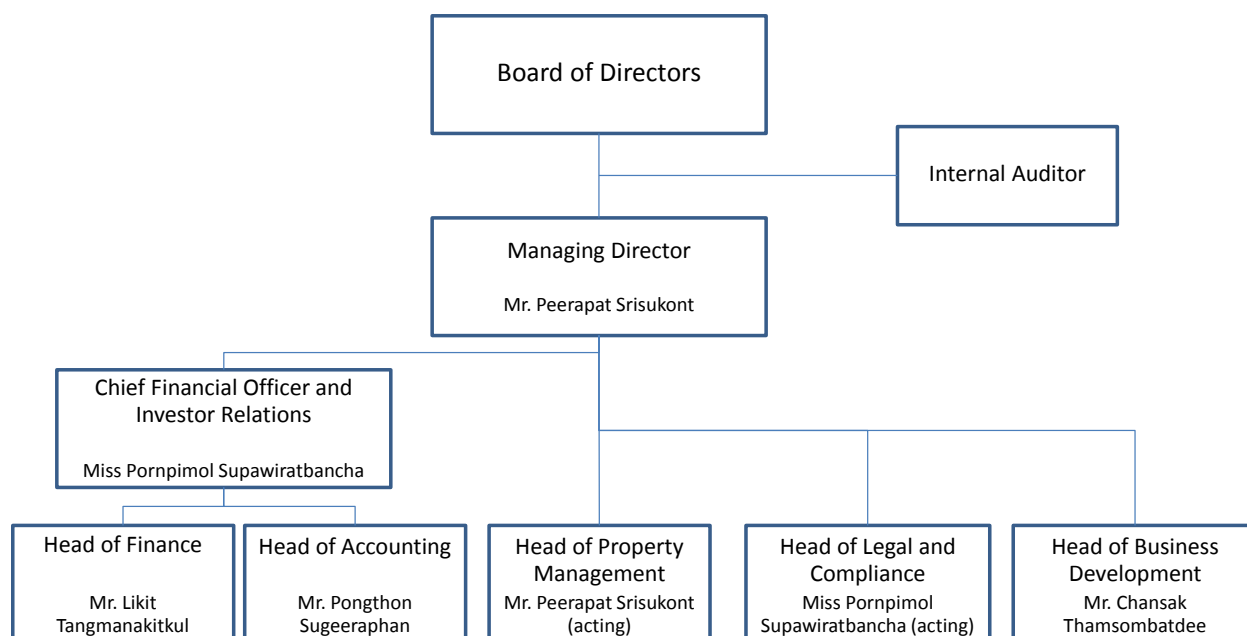 Board of Directors
Internal Auditor
Managing Director
Mr. Peerapat Srisukont
Chief Financial Officer and
Investor Relations
Miss Pornpimol Supawiratbancha
Head of Finance
Mr. Likit
Tangmanakitkul
Head of Accounting
Mr. Pongthon
Sugeeraphan
Head of Property
Management
Mr. Peerapat Srisukont
(acting)
Head of Legal and
Compliance
Miss Pornpimol
Supawiratbancha (acting)
Head of Business
Development
Mr. Chansak
Thamsombatdee